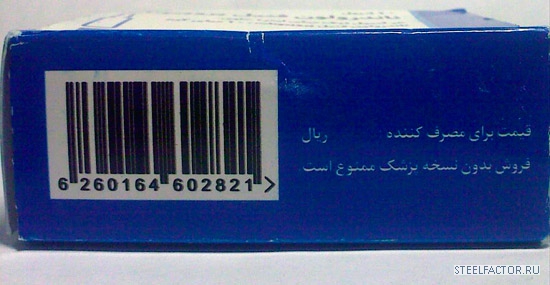 قیمت برای مصرف کننده ریال
فروش بدون نسخه پزشک ممنوع است
6 260164 602821 >
STEELFACTOR.RU